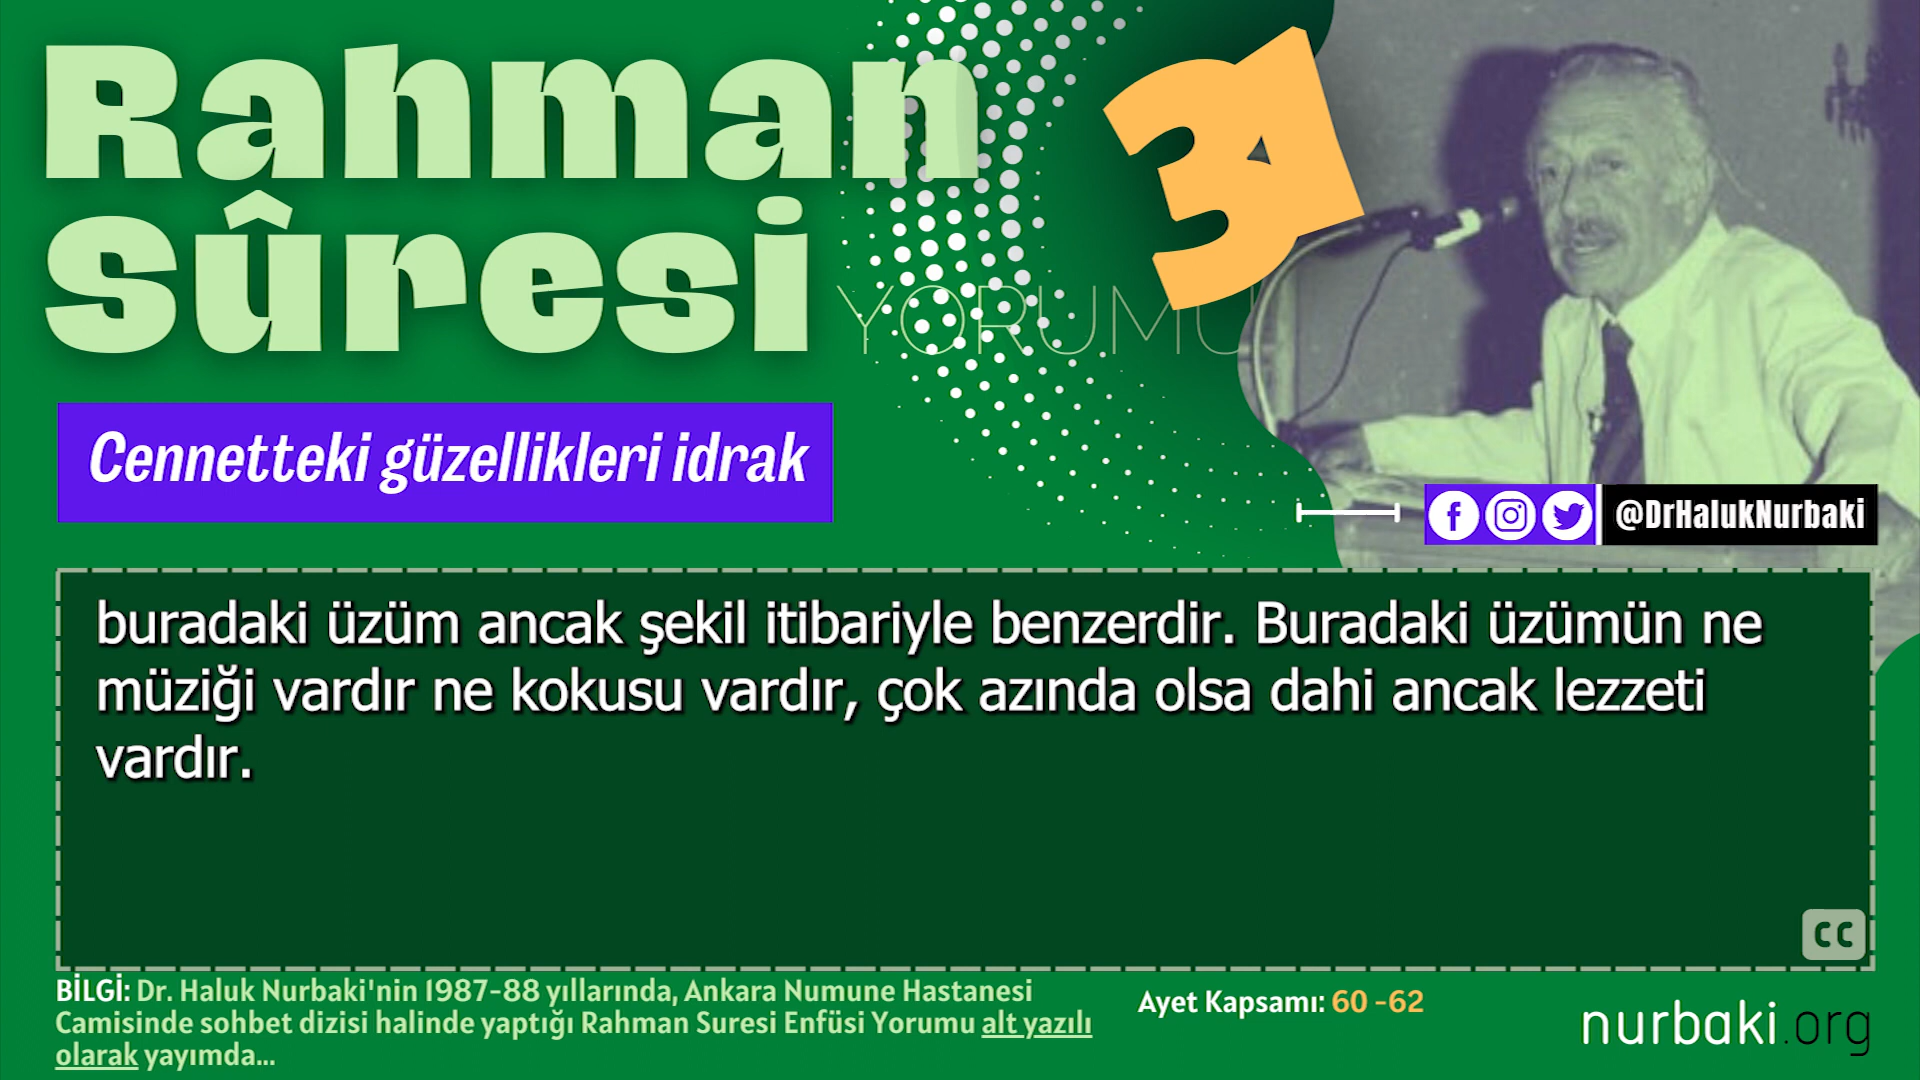 Rahman
Sûresi
34
YORUMU
Cennetteki güzellikleri idrak
@DrHalukNurbaki
buradaki üzüm ancak şekil itibariyle benzerdir. Buradaki üzümün ne
müziği vardır ne kokusu vardır, çok azında olsa dahi ancak lezzeti
vardır.
CC
BİLGİ: Dr. Haluk Nurbaki'nin 1987-88 yıllarında, Ankara Numune Hastanesi
Camisinde sohbet dizisi halinde yaptığı Rahman Suresi Enfüsi Yorumu alt yazılı
olarak yayımda...
Ayet Kapsamı: 60 -62
nurbaki.org